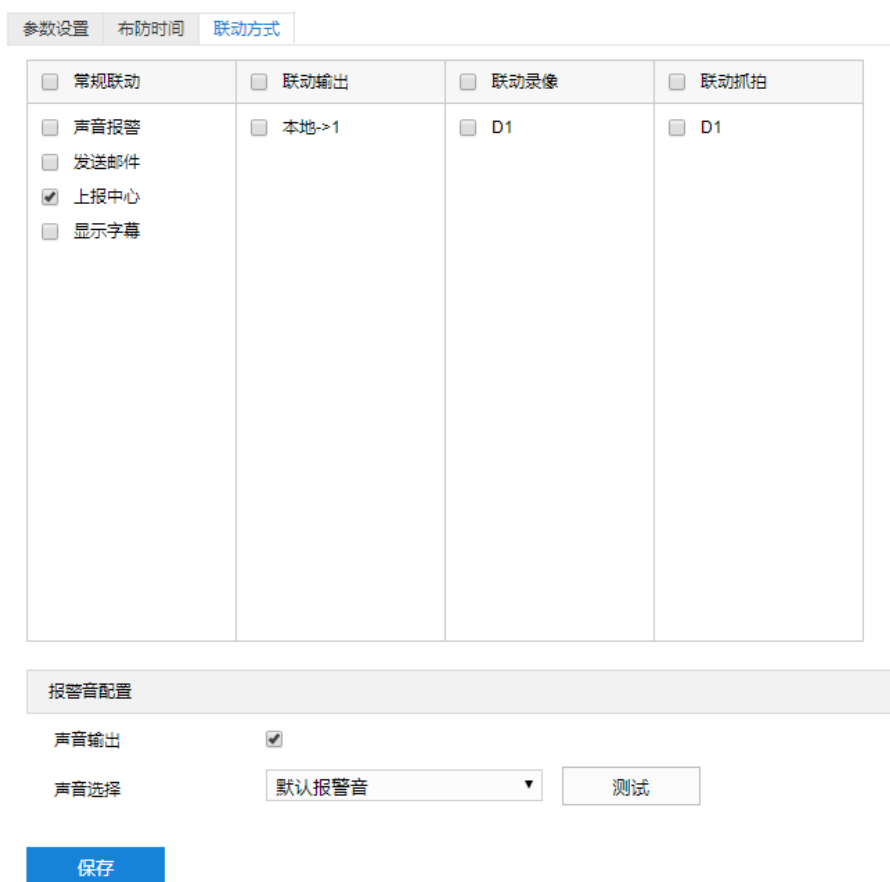 参数设置 布防时间 联动方式
常规联动 联动输出 联动录像 联动抓拍
声音报警 本地->1 D1 D1
发送邮件
上报中心
显示字幕
报警音配置
声音输出
声音选择 默认报警音 测试
保存